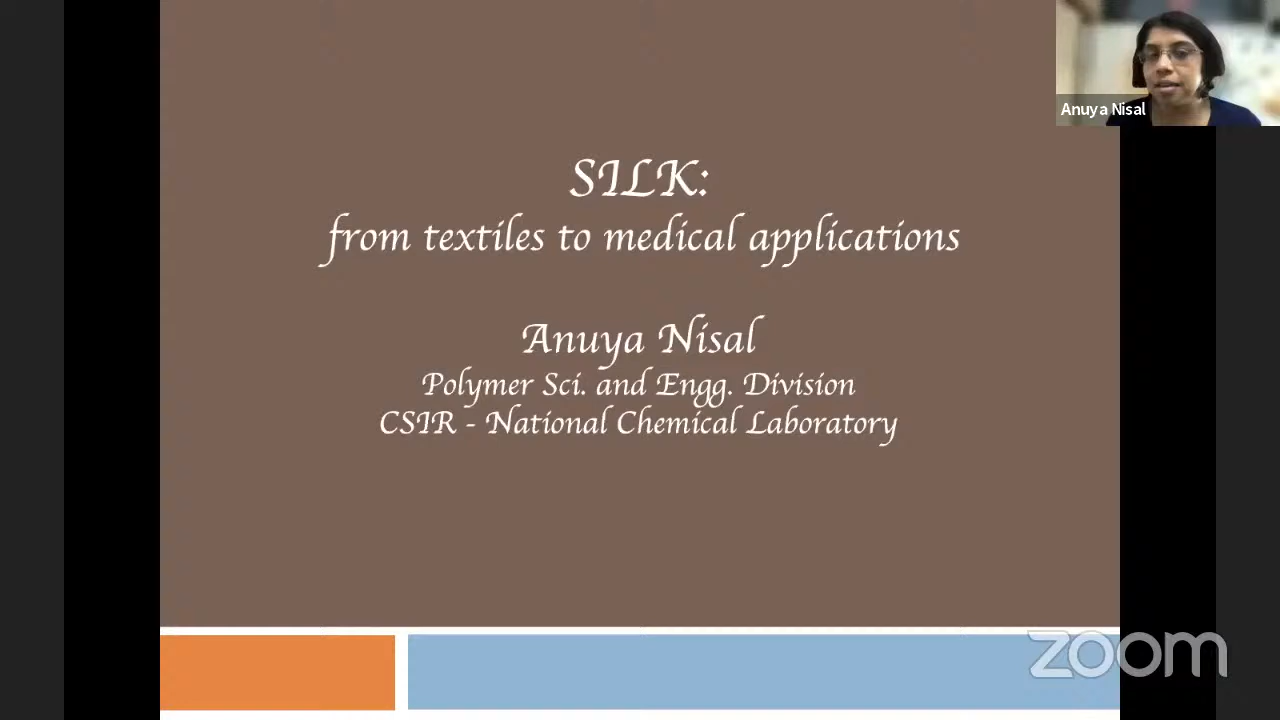 Anuya Nisal
SILK:
from textiles to medical applications
Anuya Nisal
Polymer Sci. and Engg. Division
CSIR - National Chemical Laboratory
zoom